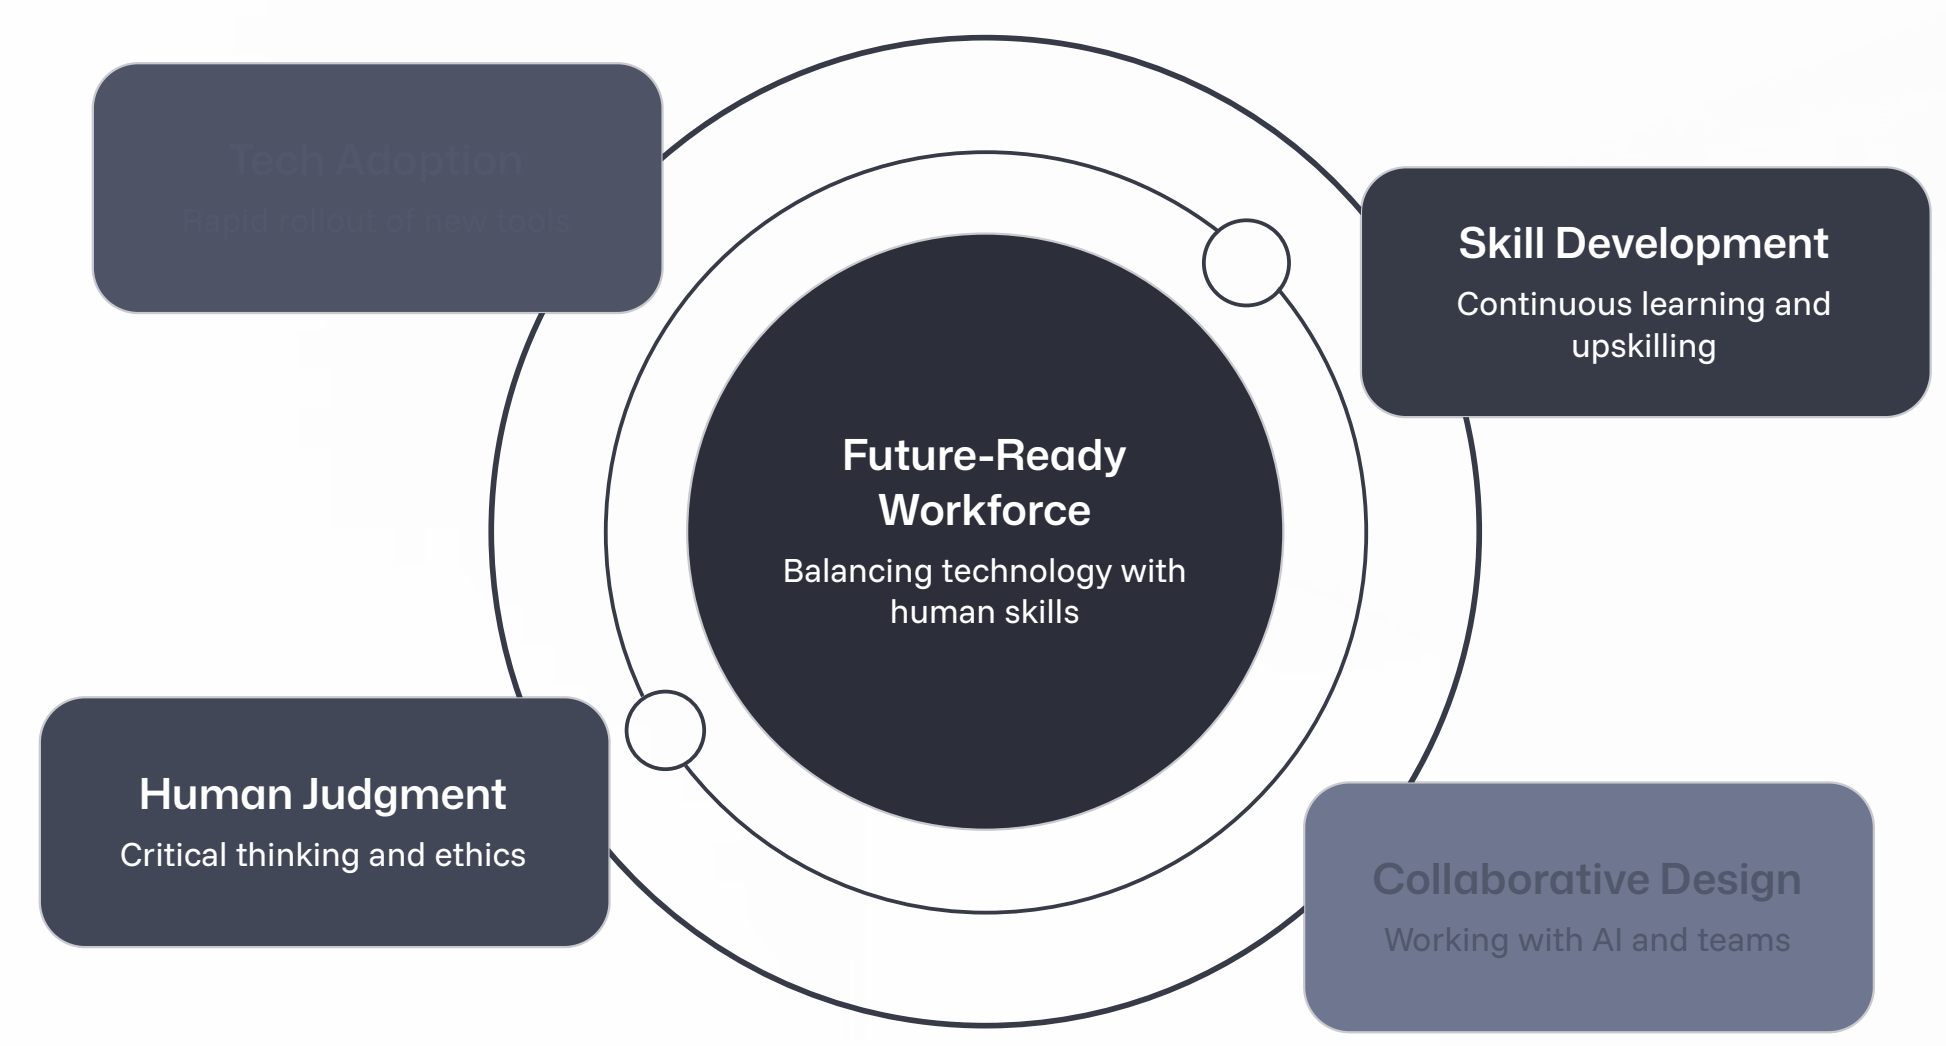 Tech Adoption
Rapid rollout of new tools
Skill Development
Continuous learning and
upskilling
Future-Ready
Workforce
Balancing technology with
human skills
Human Judgment
Critical thinking and ethics
Collaborative Design
Working with AI and teams